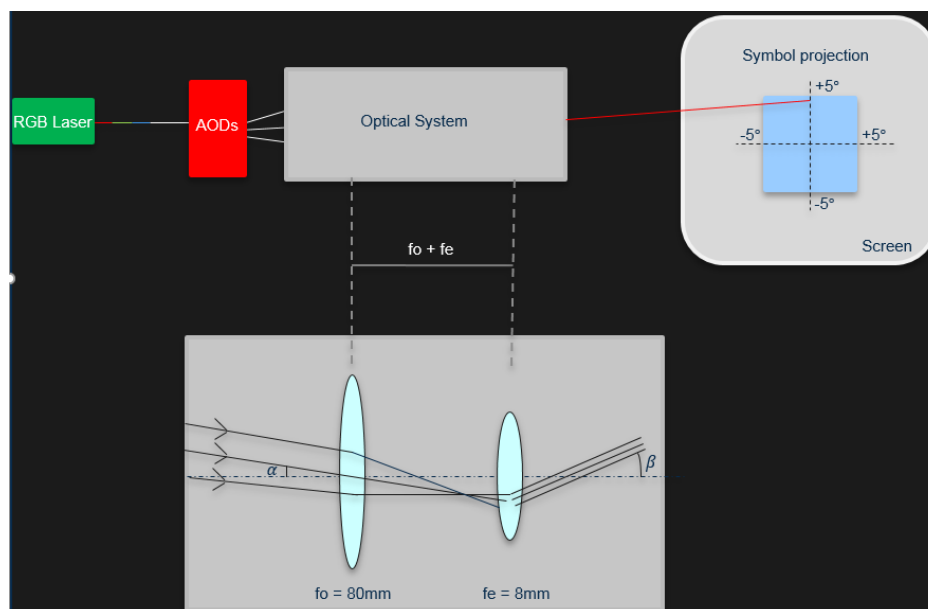 Symbol projection
+5°
RGB Laser
AODs
Optical System
-5°
+5°
-5°
Screen
fo + fe
α
β
fo = 80mm
fe = 8mm